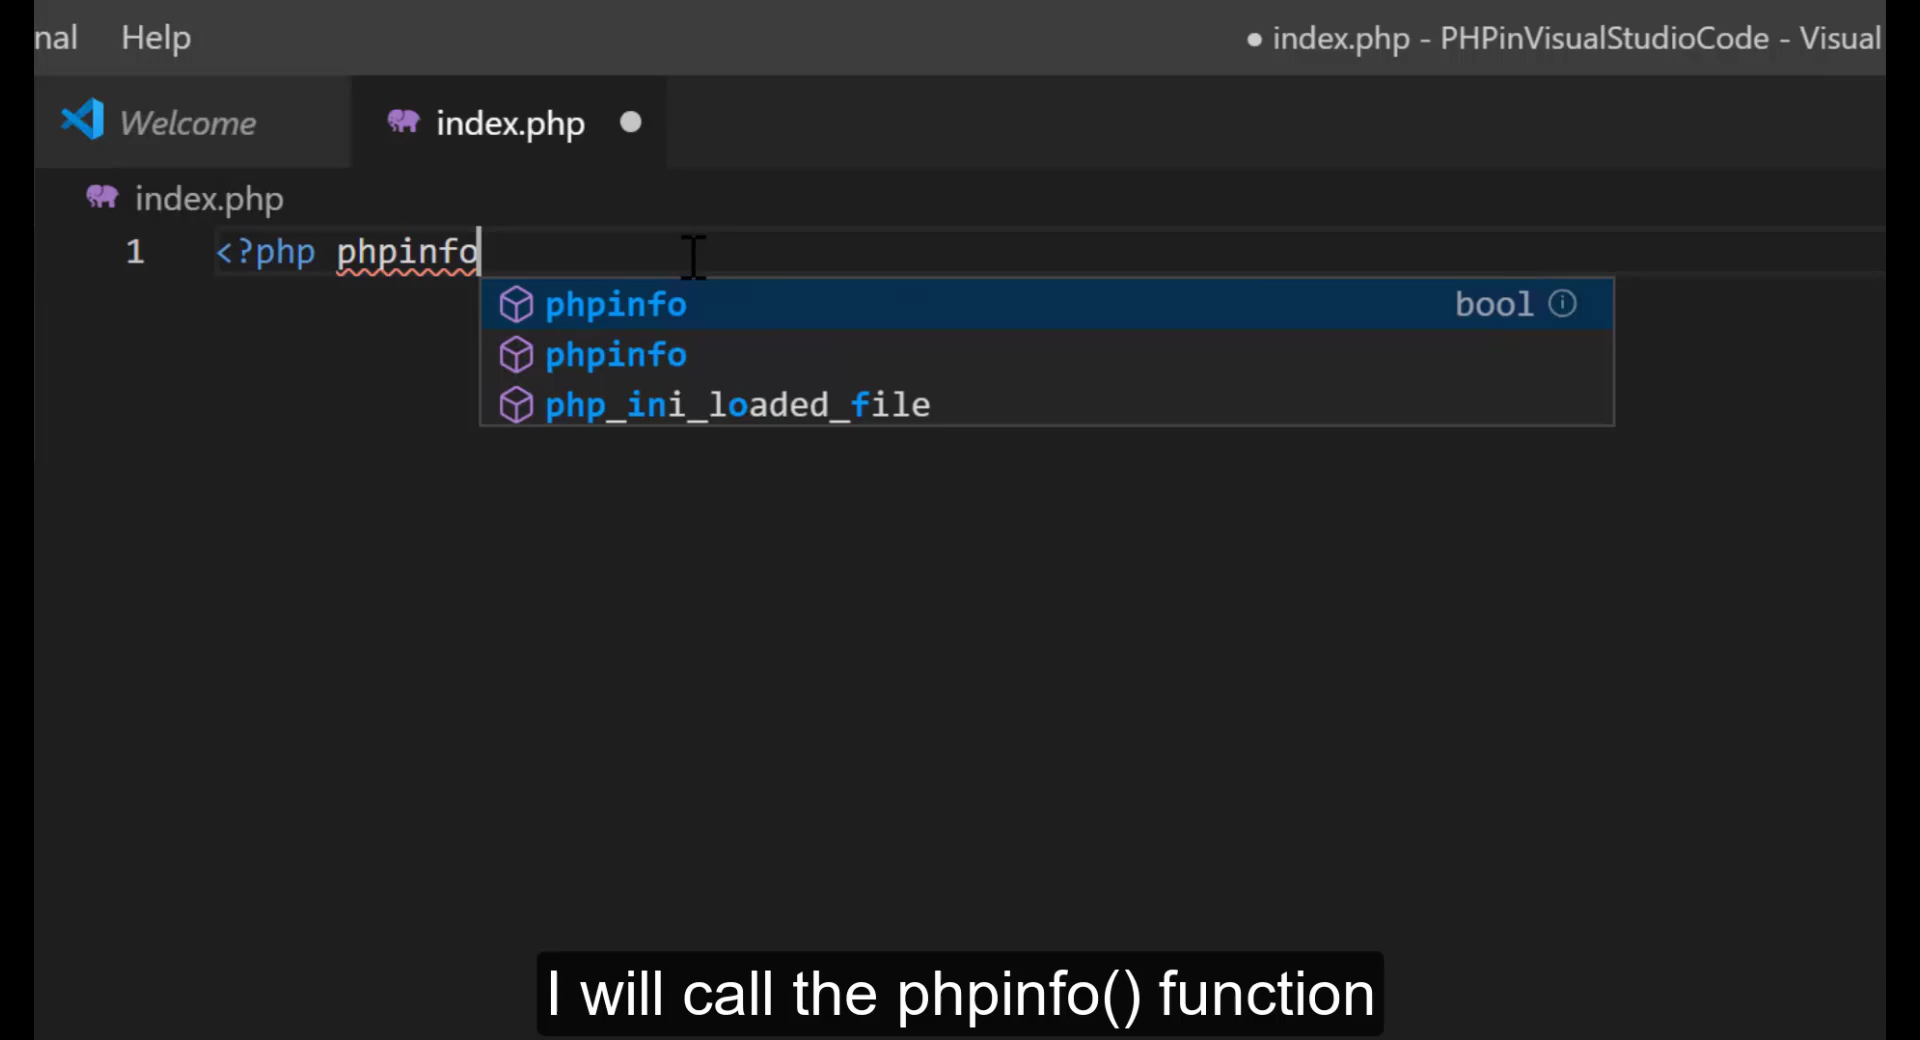 nal Help ● index.php - PHPinVisualStudioCode - Visual
Welcome index.php ●
index.php
1 <?php phpinfo
phpinfo bool
phpinfo
php_ini_loaded_file
I will call the phpinfo() function